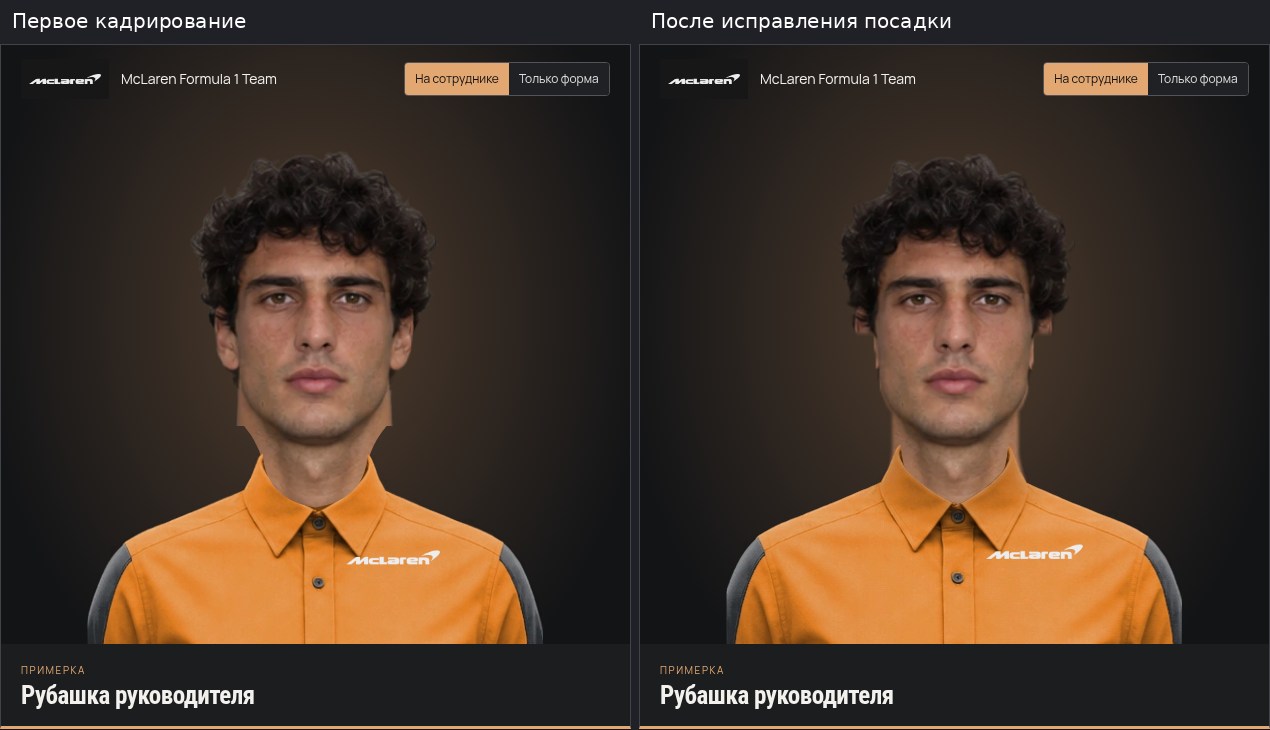 Первое кадрирование
McLaren
McLaren Formula 1 Team
На сотруднике
Только форма
McLaren
ПРИМЕРКА
Рубашка руководителя
После исправления посадки
McLaren
McLaren Formula 1 Team
На сотруднике
Только форма
McLaren
ПРИМЕРКА
Рубашка руководителя